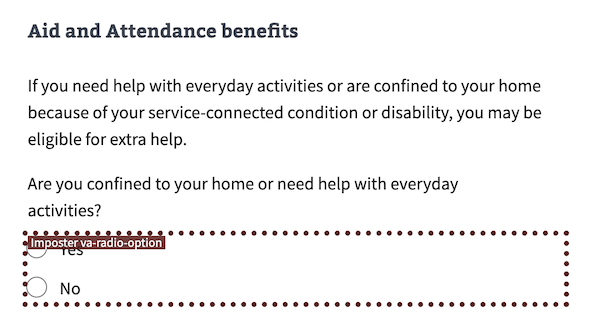 Aid and Attendance benefits
If you need help with everyday activities or are confined to your home
because of your service-connected condition or disability, you may be
eligible for extra help.
Are you confined to your home or need help with everyday
activities?
Imposter va-radio-option
Yes
No